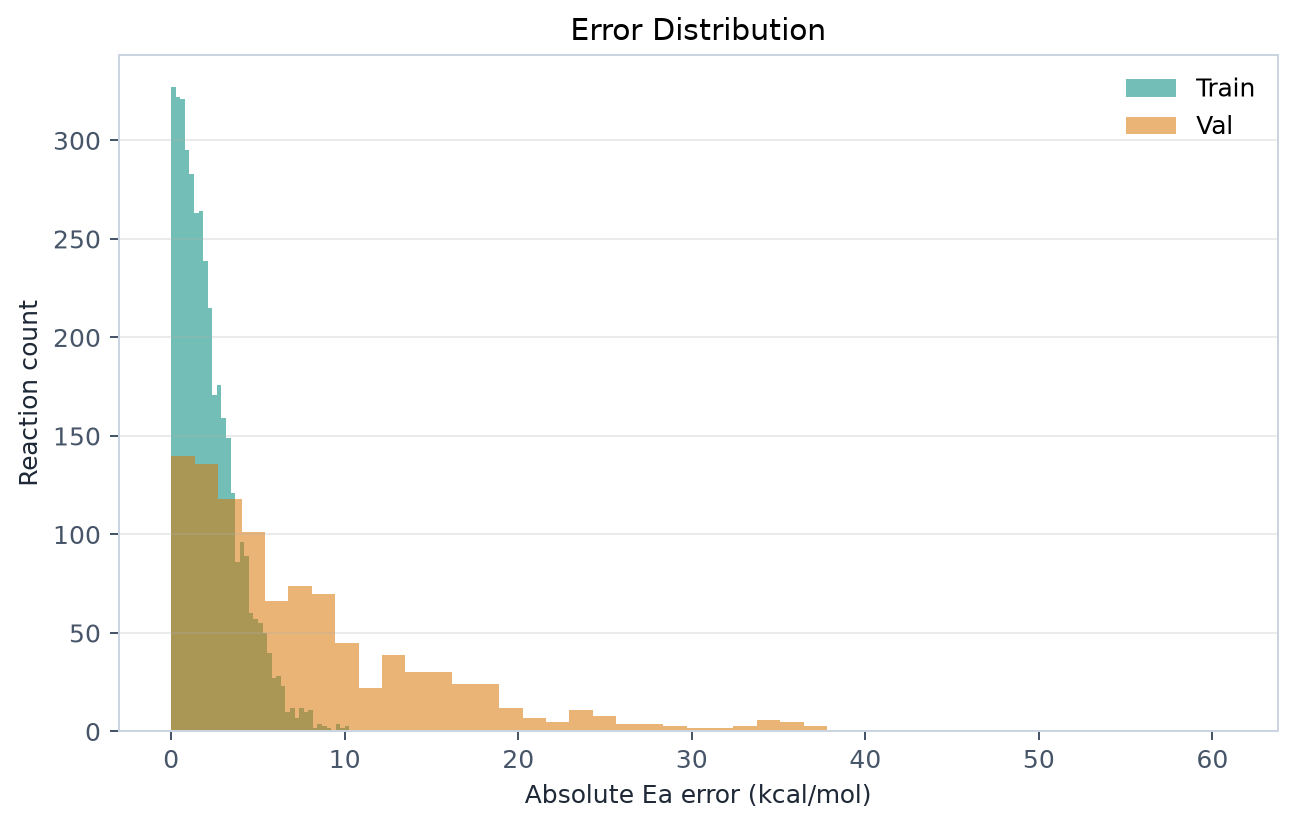 Error Distribution
Train
Val
Reaction count
300
250
200
150
100
50
0
0 10 20 30 40 50 60
Absolute Ea error (kcal/mol)